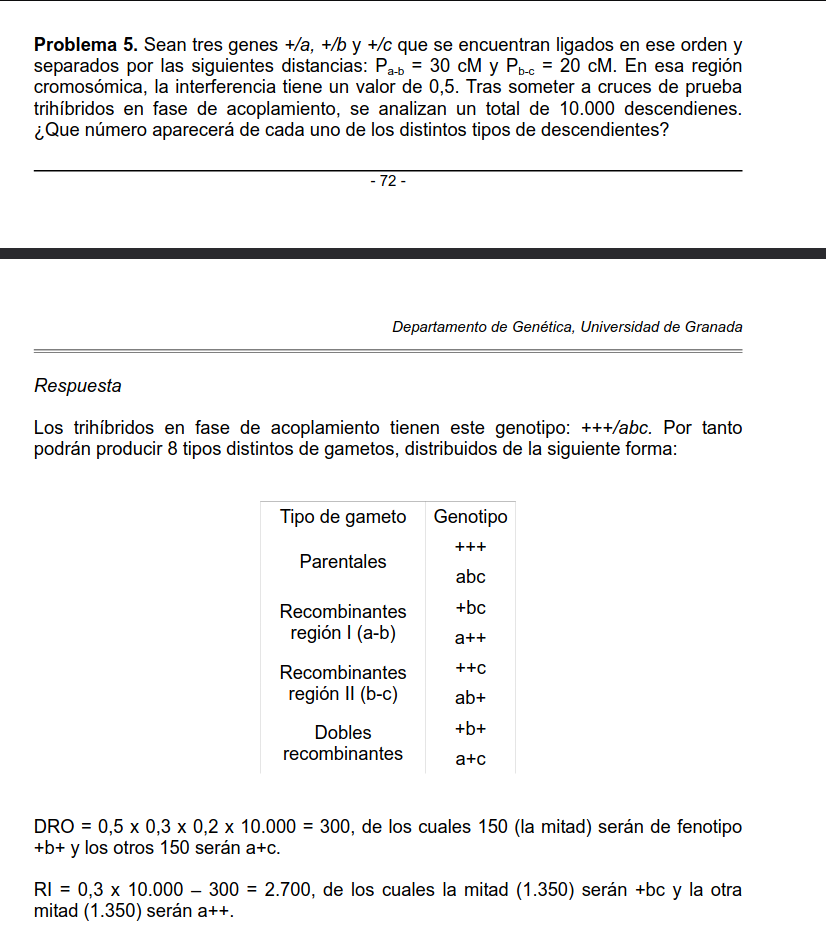 Problema 5. Sean tres genes +/a, +/b y +/c que se encuentran ligados en ese orden y
separados por las siguientes distancias: Pa-b = 30 cM y Pb-c = 20 cM. En esa región
cromosómica, la interferencia tiene un valor de 0,5. Tras someter a cruces de prueba
trihíbridos en fase de acoplamiento, se analizan un total de 10.000 descendienes.
¿Que número aparecerá de cada uno de los distintos tipos de descendientes?
- 72 -
Departamento de Genética, Universidad de Granada
Respuesta
Los trihíbridos en fase de acoplamiento tienen este genotipo: +++/abc. Por tanto
podrán producir 8 tipos distintos de gametos, distribuidos de la siguiente forma:
Tipo de gameto Genotipo
Parentales
+++
abc
Recombinantes
región I (a-b)
+bc
a++
Recombinantes
región II (b-c)
++c
ab+
Dobles
recombinantes
+b+
a+c
DRO = 0,5 x 0,3 x 0,2 x 10.000 = 300, de los cuales 150 (la mitad) serán de fenotipo
+b+ y los otros 150 serán a+c.
RI = 0,3 x 10.000 – 300 = 2.700, de los cuales la mitad (1.350) serán +bc y la otra
mitad (1.350) serán a++.